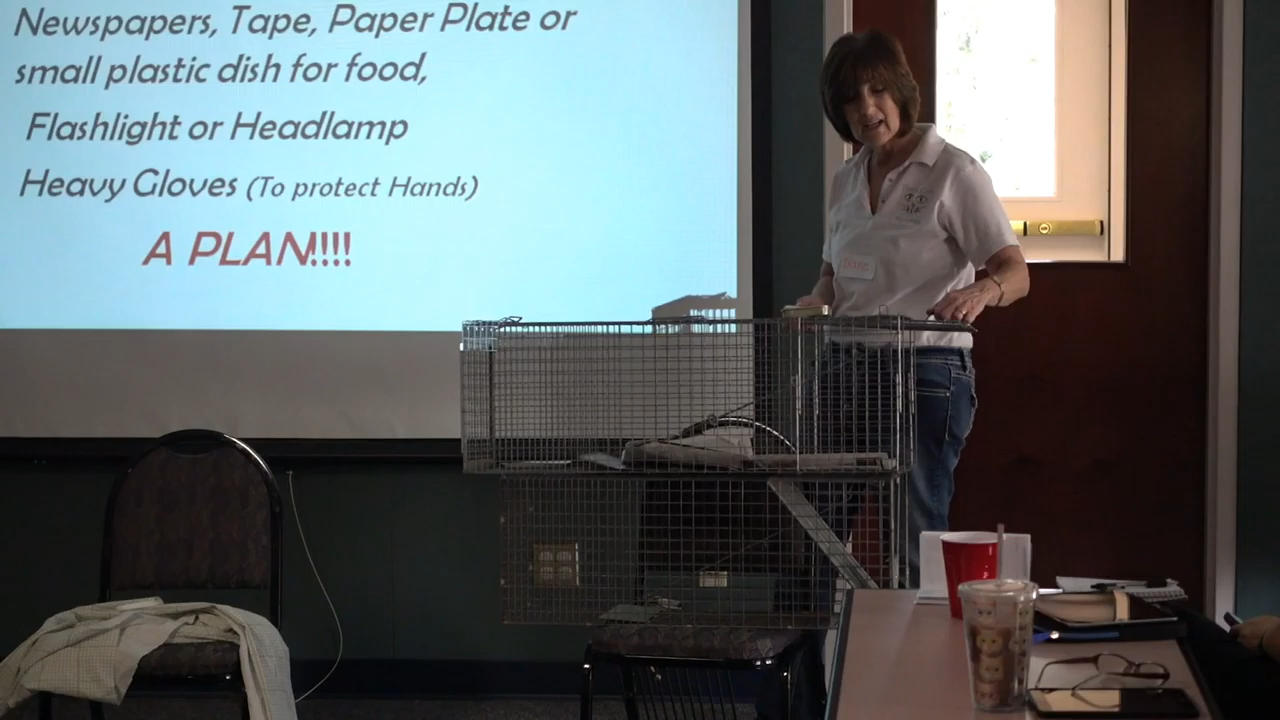 Newspapers, Tape, Paper Plate or
small plastic dish for food,
Flashlight or Headlamp
Heavy Gloves (To protect Hands)
A PLAN!!!!